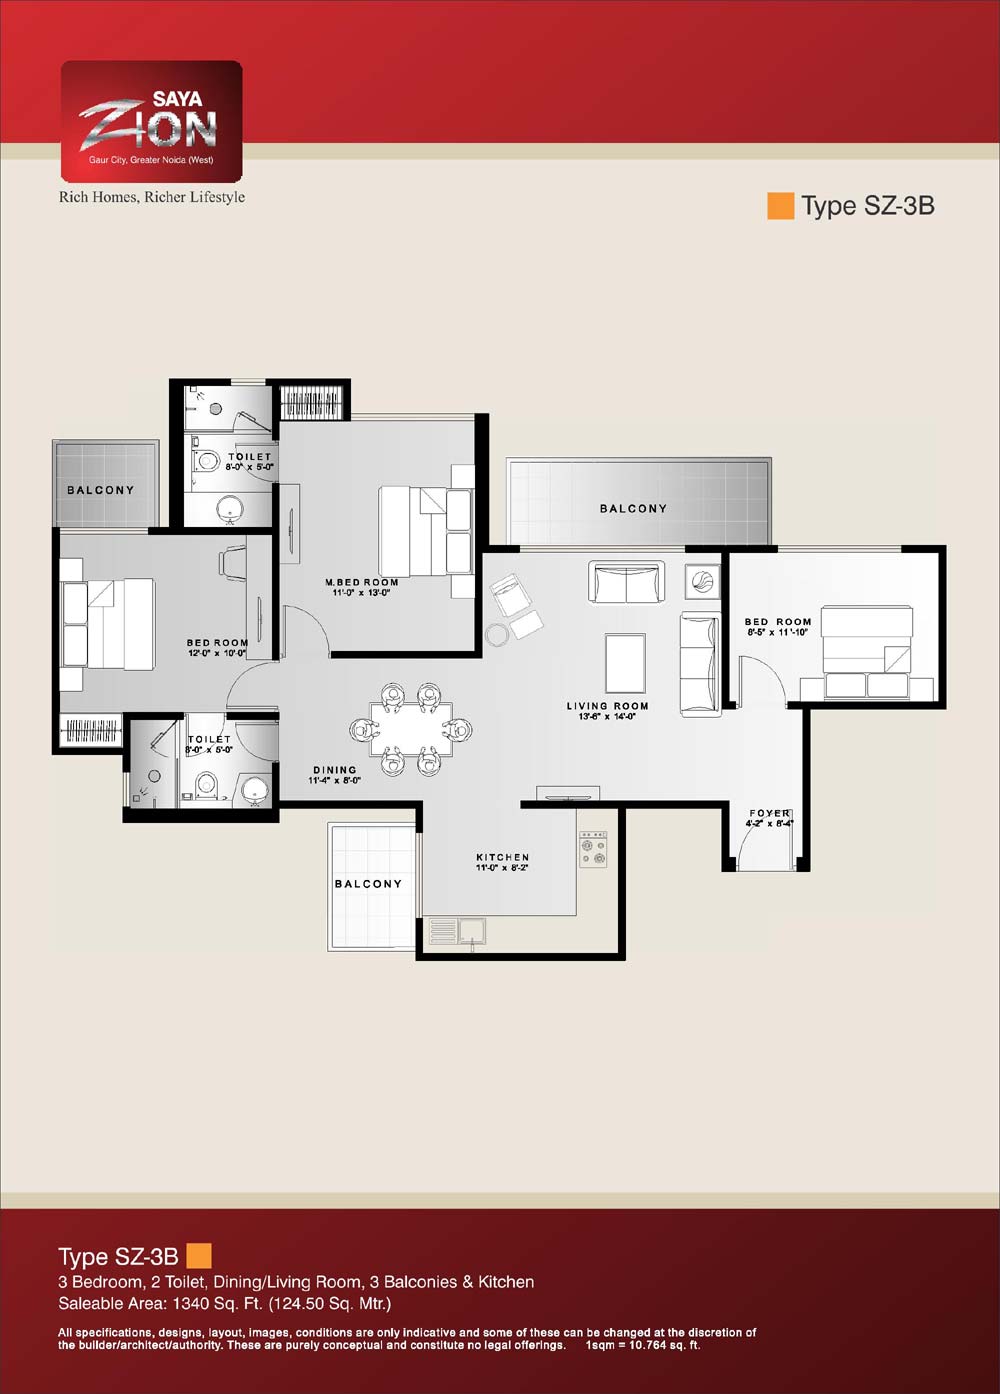 SAYA
ZION
Gaur City, Greater Noida (West)
Rich Homes, Richer Lifestyle
Type SZ-3B
TOILET
8'-0" x 5'-0"
BALCONY
BALCONY
M.BED ROOM
11'-0" x 13'-0"
BED ROOM
8'-5" x 11'-10"
BED ROOM
12'-0" x 10'-0"
LIVING ROOM
13'-6" x 14'-0"
TOILET
8'-0" x 5'-0"
DINING
11'-4" x 8'-0"
FOYER
4'-2" x 8'-4"
KITCHEN
11'-0" x 8'-2"
BALCONY
Type SZ-3B
3 Bedroom, 2 Toilet, Dining/Living Room, 3 Balconies & Kitchen
Saleable Area: 1340 Sq. Ft. (124.50 Sq. Mtr.)
All specifications, designs, layout, images, conditions are only indicative and some of these can be changed at the discretion of
the builder/architect/authority. These are purely conceptual and constitute no legal offerings. 1sqm = 10.764 sq. ft.